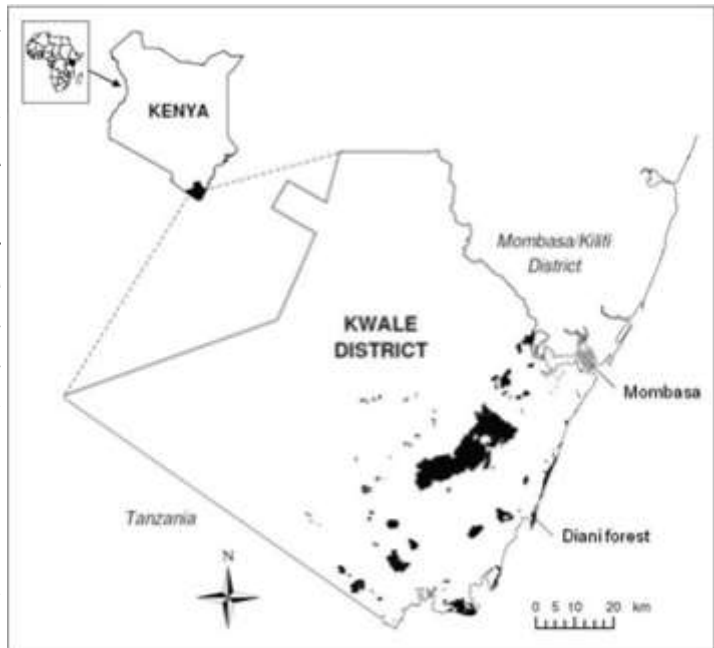 KENYA
Mombasa/Kilifi
District
KWALE
DISTRICT
Mombasa
Tanzania
Diani forest
N
0 5 10 20 km